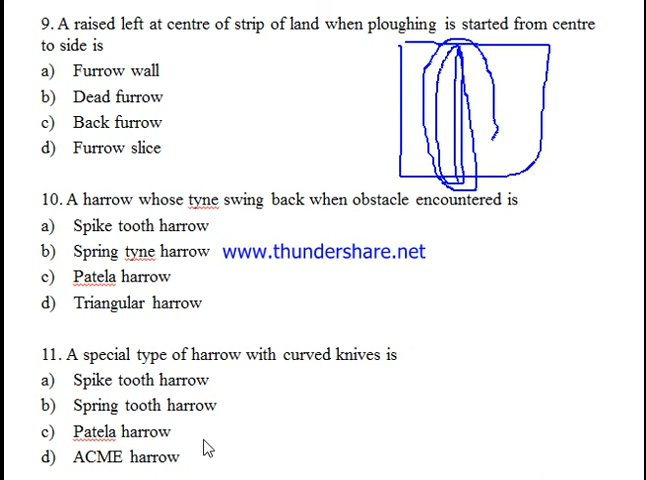 9. A raised left at centre of strip of land when ploughing is started from centre
to side is
a) Furrow wall
b) Dead furrow
c) Back furrow
d) Furrow slice
10. A harrow whose tyne swing back when obstacle encountered is
a) Spike tooth harrow
b) Spring tyne harrow www.thundershare.net
c) Patela harrow
d) Triangular harrow
11. A special type of harrow with curved knives is
a) Spike tooth harrow
b) Spring tooth harrow
c) Patela harrow
d) ACME harrow